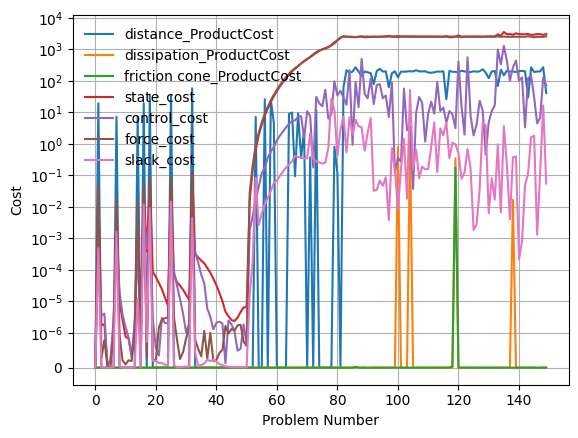 10⁴
10³
10²
10¹
10⁰
10⁻¹
10⁻²
10⁻³
10⁻⁴
10⁻⁵
10⁻⁶
0
Cost
distance_ProductCost
dissipation_ProductCost
friction cone_ProductCost
state_cost
control_cost
force_cost
slack_cost
0 20 40 60 80 100 120 140
Problem Number